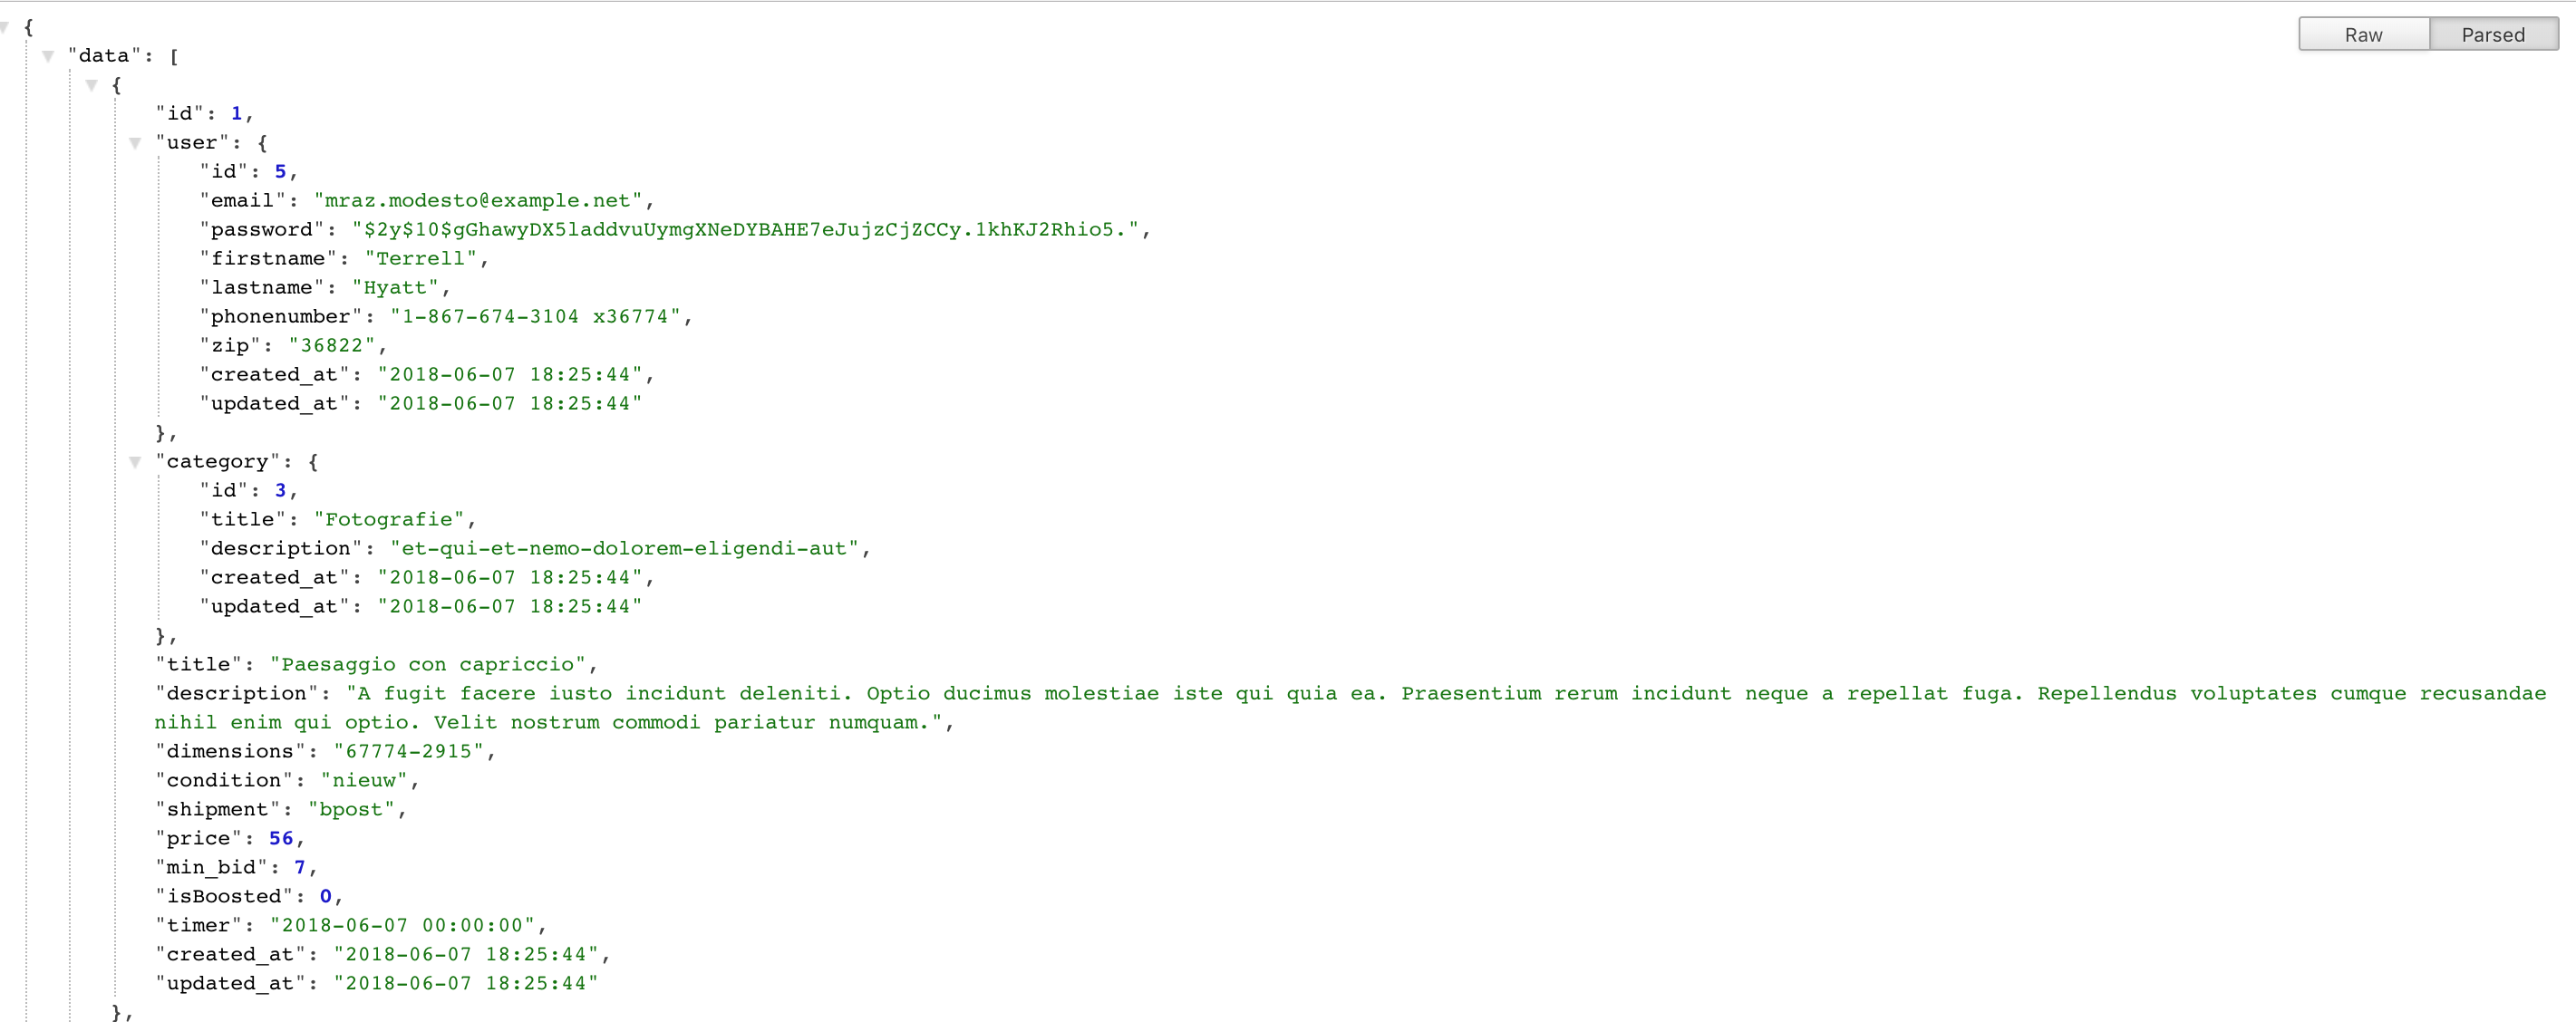 {
Raw Parsed
"data": [
{
"id": 1,
"user": {
"id": 5,
"email": "mraz.modesto@example.net",
"password": "$2y$10$gGhawyDX5laddvuUymgXNeDYBAHE7eJujzCjZCCy.1khKJ2Rhio5.",
"firstname": "Terrell",
"lastname": "Hyatt",
"phonenumber": "1-867-674-3104 x36774",
"zip": "36822",
"created_at": "2018-06-07 18:25:44",
"updated_at": "2018-06-07 18:25:44"
},
"category": {
"id": 3,
"title": "Fotografie",
"description": "et-qui-et-nemo-dolorem-eligendi-aut",
"created_at": "2018-06-07 18:25:44",
"updated_at": "2018-06-07 18:25:44"
},
"title": "Paesaggio con capriccio",
"description": "A fugit facere iusto incidunt deleniti. Optio ducimus molestiae iste qui quia ea. Praesentium rerum incidunt neque a repellat fuga. Repellendus voluptates cumque recusandae
nihil enim qui optio. Velit nostrum commodi pariatur numquam.",
"dimensions": "67774-2915",
"condition": "nieuw",
"shipment": "bpost",
"price": 56,
"min_bid": 7,
"isBoosted": 0,
"timer": "2018-06-07 00:00:00",
"created_at": "2018-06-07 18:25:44",
"updated_at": "2018-06-07 18:25:44"
},